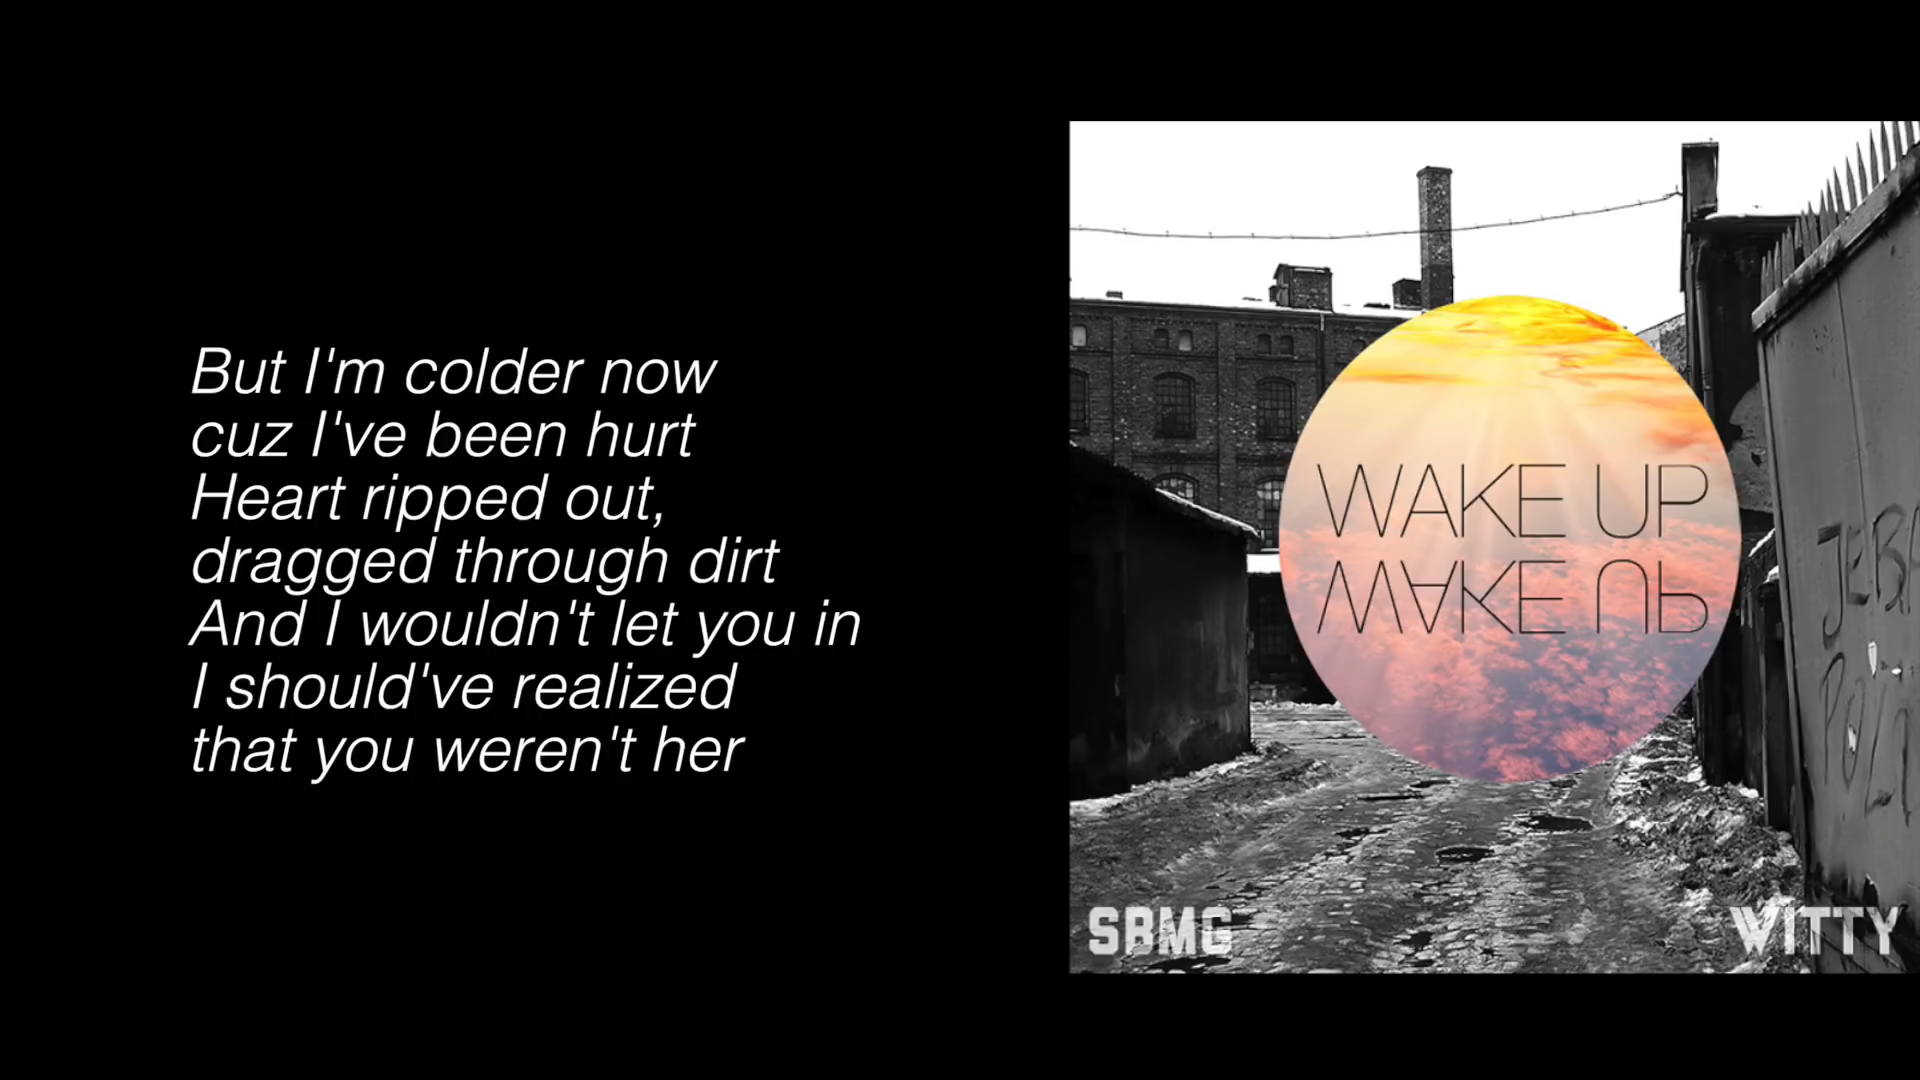 But I'm colder now
cuz I've been hurt
Heart ripped out,
dragged through dirt
And I wouldn't let you in
I should've realized
that you weren't her
WAKE UP
WAKE UP
SBMG
WITTY